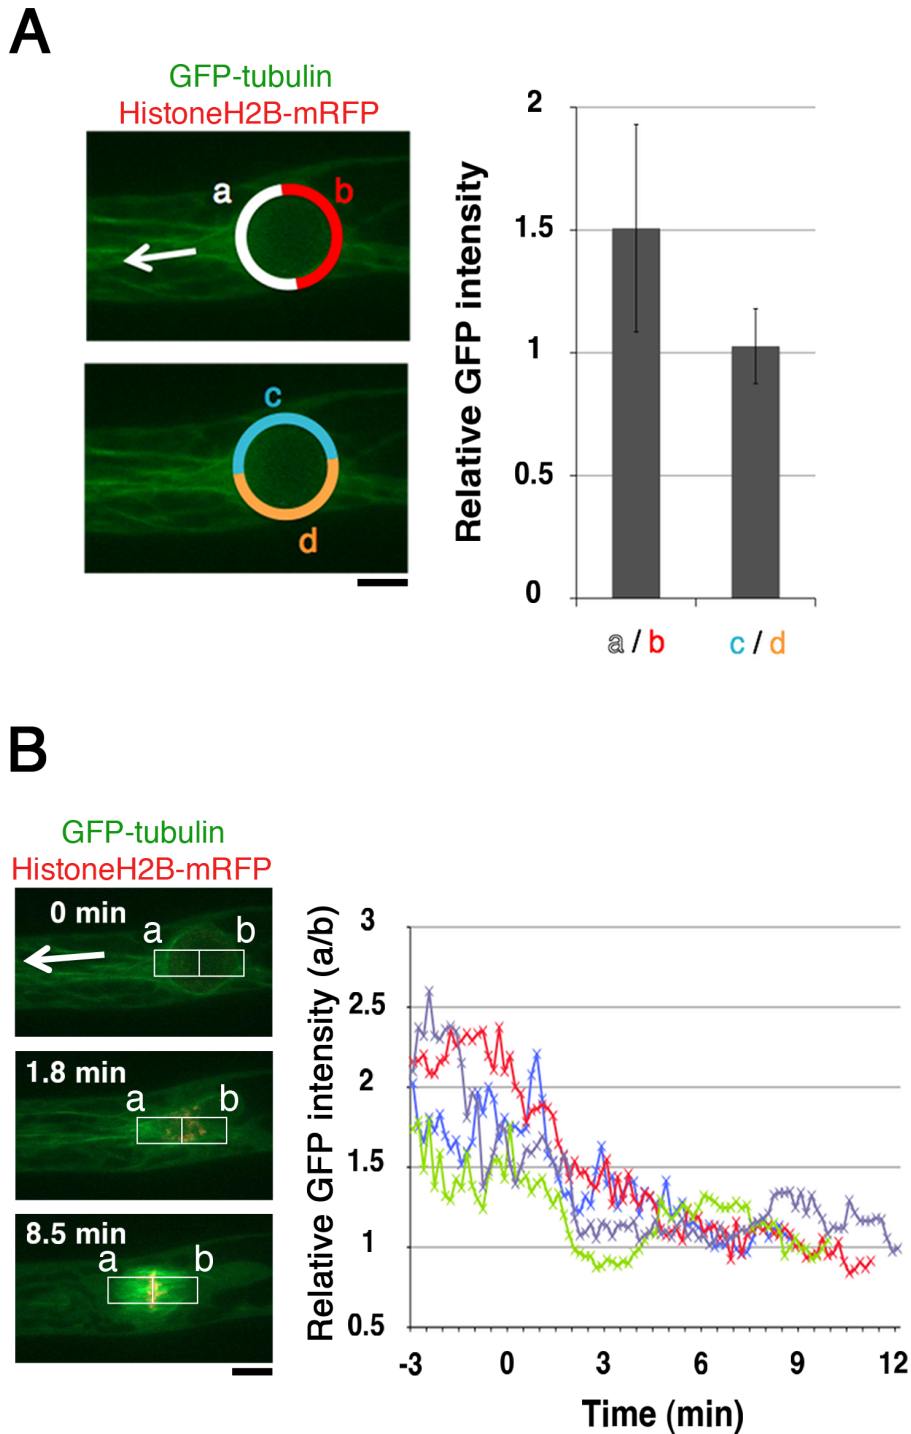 A
GFP-tubulin
HistoneH2B-mRFP
a
b
c
d
Relative GFP intensity
2
1.5
1
0.5
0
a / b
c / d
B
GFP-tubulin
HistoneH2B-mRFP
0 min
a
b
1.8 min
a
b
8.5 min
a
b
Relative GFP intensity (a/b)
3
2.5
2
1.5
1
0.5
-3
0
3
6
9
12
Time (min)